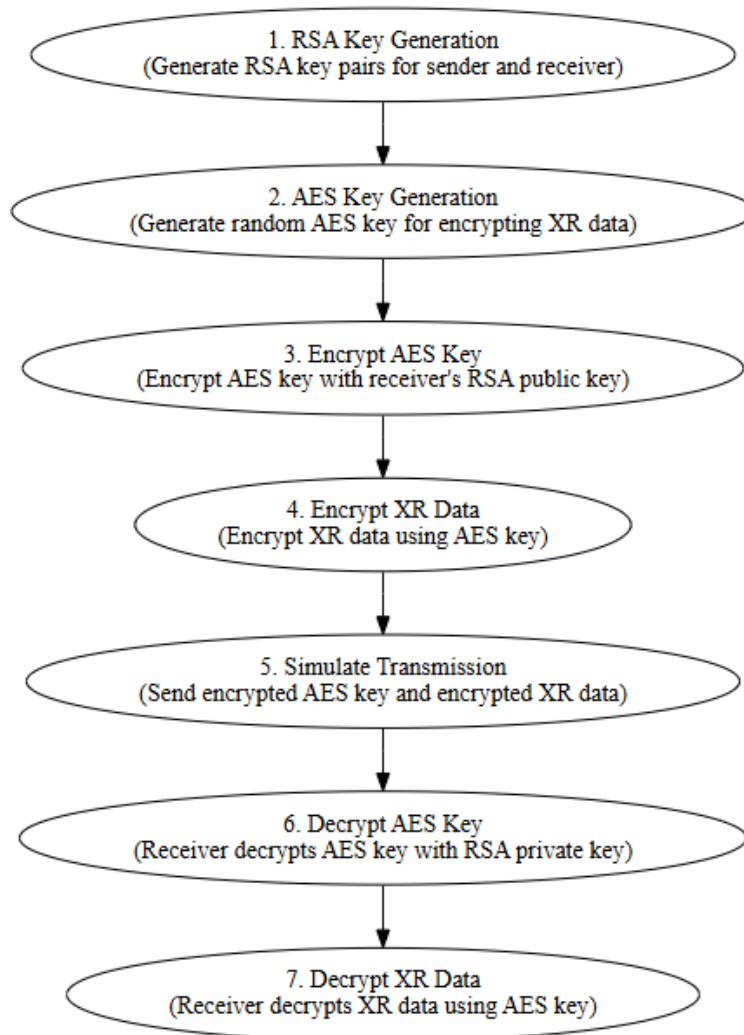 1. RSA Key Generation
(Generate RSA key pairs for sender and receiver)
2. AES Key Generation
(Generate random AES key for encrypting XR data)
3. Encrypt AES Key
(Encrypt AES key with receiver's RSA public key)
4. Encrypt XR Data
(Encrypt XR data using AES key)
5. Simulate Transmission
(Send encrypted AES key and encrypted XR data)
6. Decrypt AES Key
(Receiver decrypts AES key with RSA private key)
7. Decrypt XR Data
(Receiver decrypts XR data using AES key)